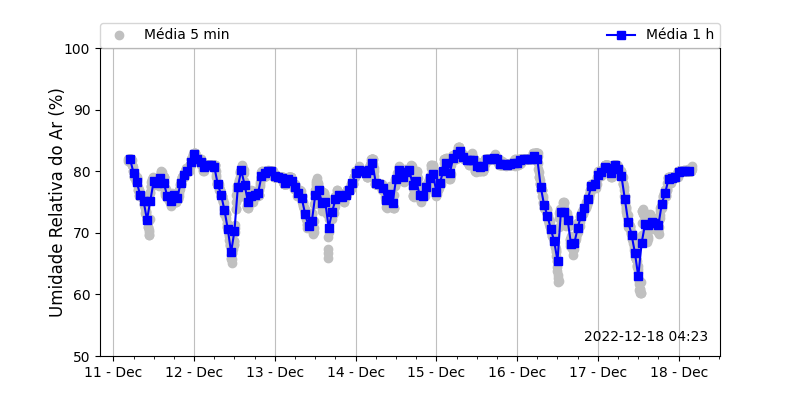 Média 5 min
Média 1 h
Umidade Relativa do Ar (%)
100
90
80
70
60
50
2022-12-18 04:23
11 - Dec
12 - Dec
13 - Dec
14 - Dec
15 - Dec
16 - Dec
17 - Dec
18 - Dec